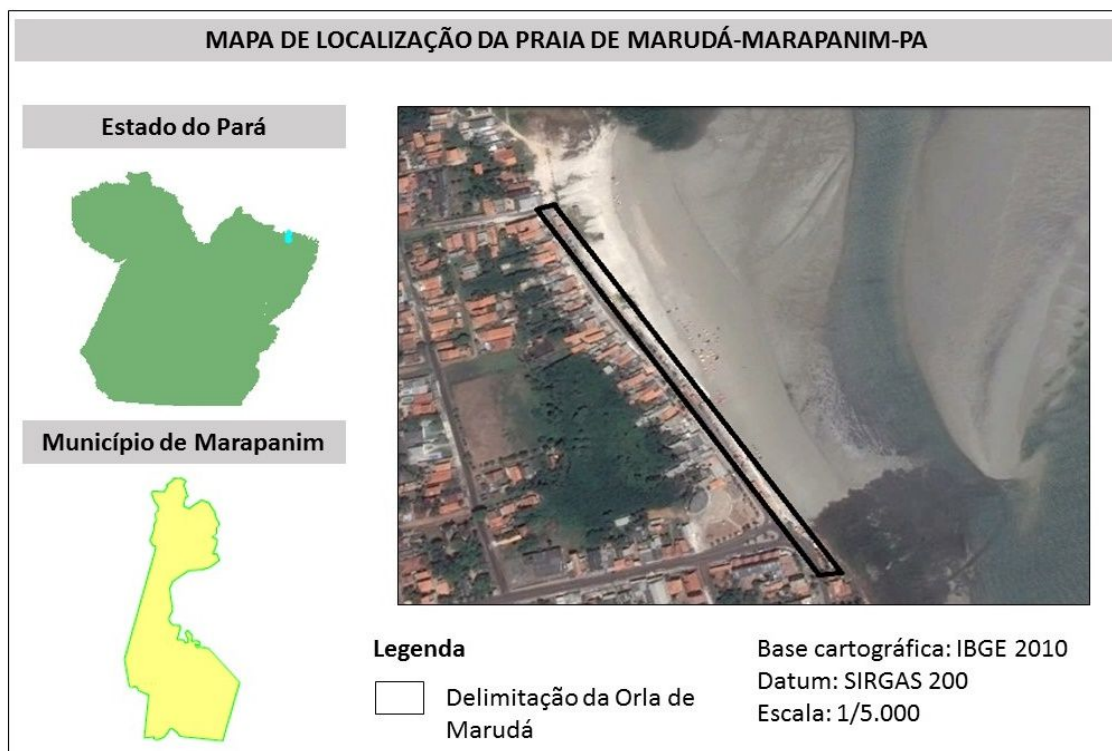 MAPA DE LOCALIZAÇÃO DA PRAIA DE MARUDÁ-MARAPANIM-PA
Estado do Pará
Município de Marapanim
Legenda
Delimitação da Orla de
Marudá
Base cartográfica: IBGE 2010
Datum: SIRGAS 200
Escala: 1/5.000